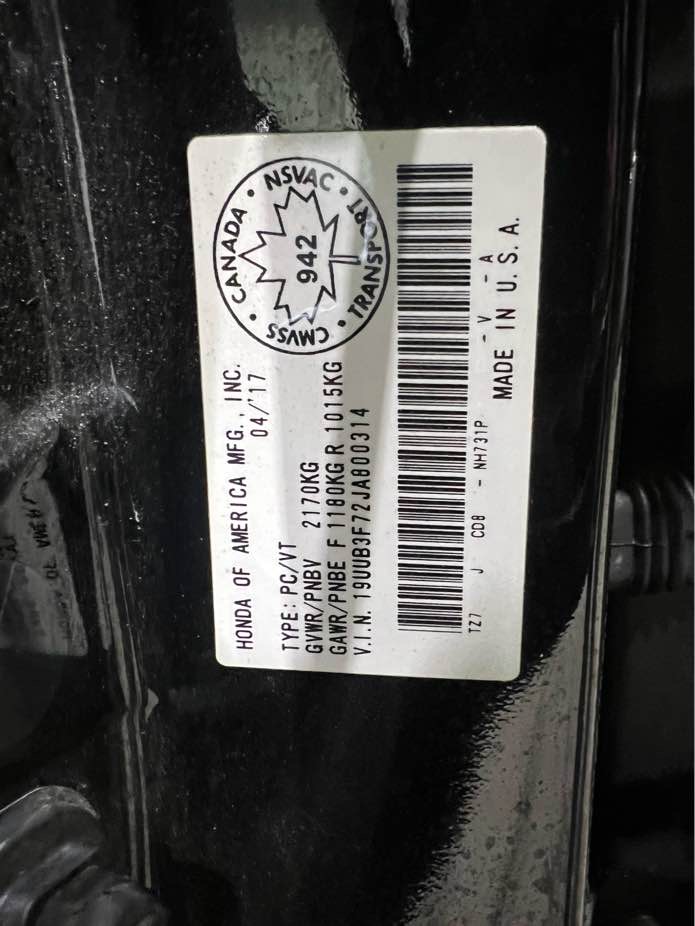 HONDA OF AMERICA MFG., INC.
04/'17
TYPE: PC/VT
GVWR/PNBV 2170KG
GAWR/PNBE F 1180KG R 1015KG
V.I.N. 19UUB3F72JA800314
CANADA • NSVAC • TRANSPORT • CMVSS •
942
TZ7 J CD8 - NH731P - V - A
MADE IN U.S.A.